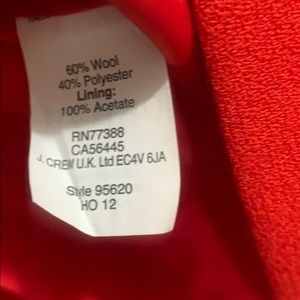 60% Wool
40% Polyester
Lining:
100% Acetate
RN77388
CA56445
J. CREW U.K. Ltd EC4V 6JA
Style 95620
HO 12